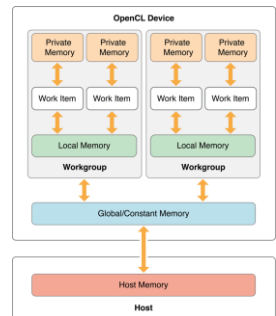 OpenCL Device
Private Memory
Private Memory
Private Memory
Private Memory
Work Item
Work Item
Work Item
Work Item
Local Memory
Local Memory
Workgroup
Workgroup
Global/Constant Memory
Host Memory
Host